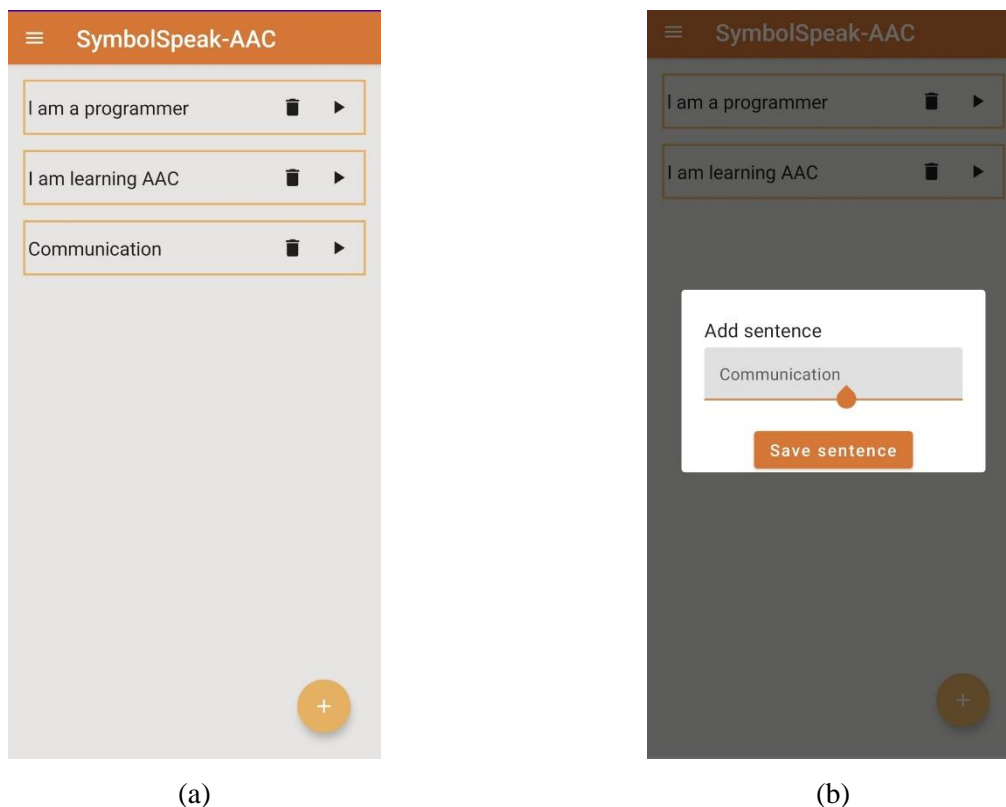 SymbolSpeak-AAC
I am a programmer
I am learning AAC
Communication
+
(a)
SymbolSpeak-AAC
I am a programmer
I am learning AAC
Add sentence
Communication
Save sentence
+
(b)